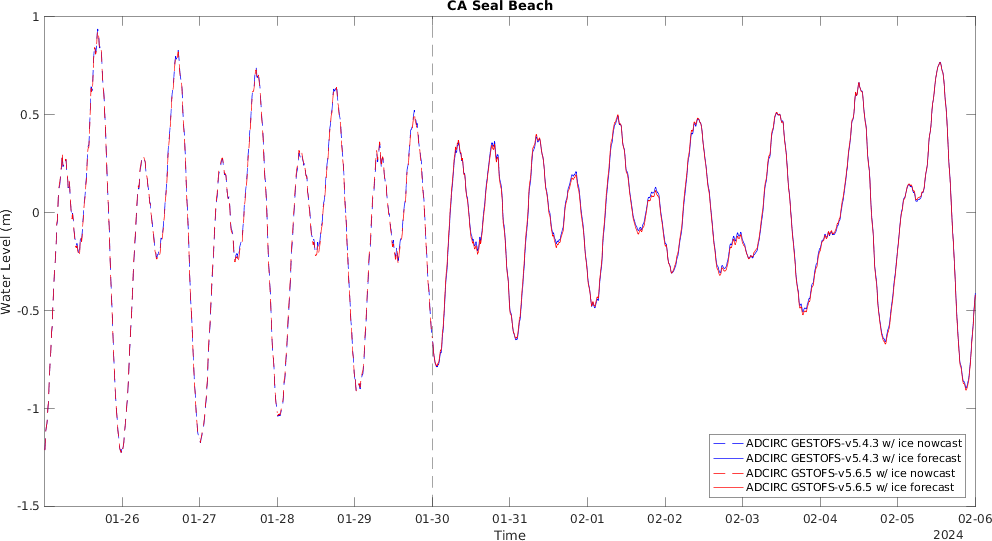 CA Seal Beach
Water Level (m)
1
0.5
0
-0.5
-1
-1.5
ADCIRC GESTOFS-v5.4.3 w/ ice nowcast
ADCIRC GESTOFS-v5.4.3 w/ ice forecast
ADCIRC GSTOFS-v5.6.5 w/ ice nowcast
ADCIRC GSTOFS-v5.6.5 w/ ice forecast
01-26 01-27 01-28 01-29 01-30 01-31 02-01 02-02 02-03 02-04 02-05 02-06
Time
2024